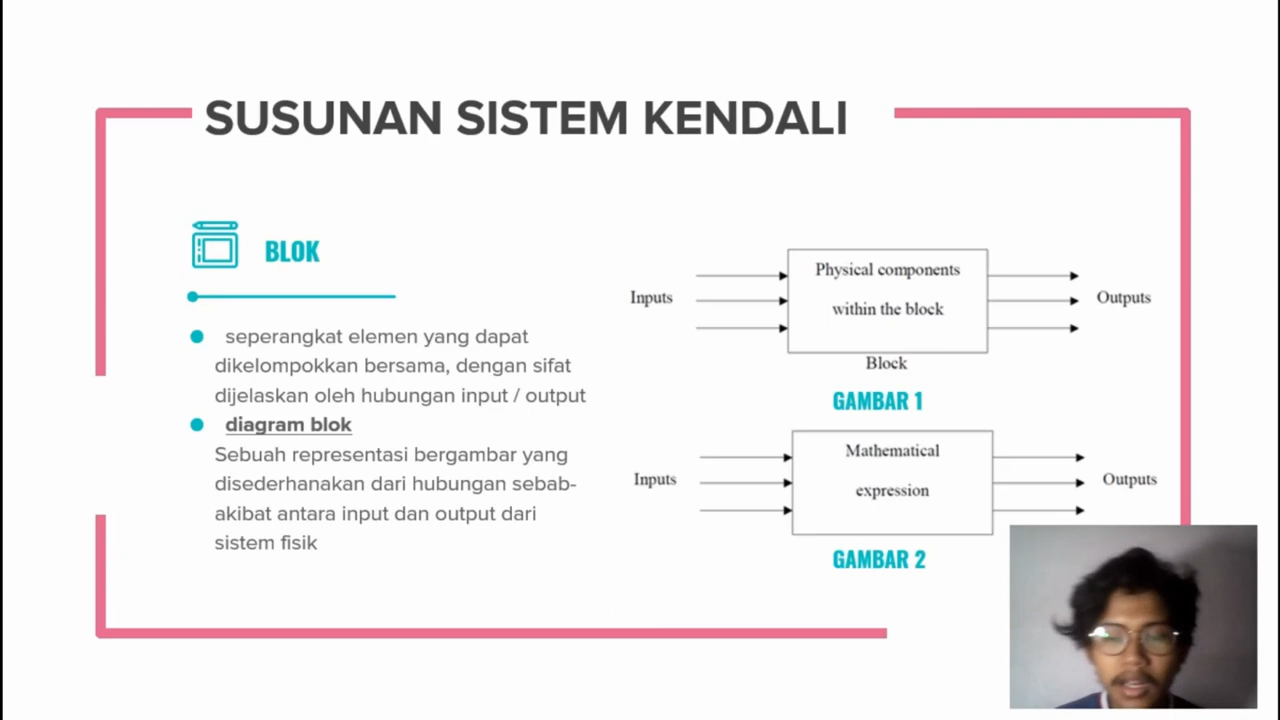 SUSUNAN SISTEM KENDALI
BLOK
seperangkat elemen yang dapat
dikelompokkan bersama, dengan sifat
dijelaskan oleh hubungan input / output
diagram blok
Sebuah representasi bergambar yang
disederhanakan dari hubungan sebab-
akibat antara input dan output dari
sistem fisik
Inputs
Physical components
within the block
Outputs
Block
GAMBAR 1
Inputs
Mathematical
expression
Outputs
GAMBAR 2